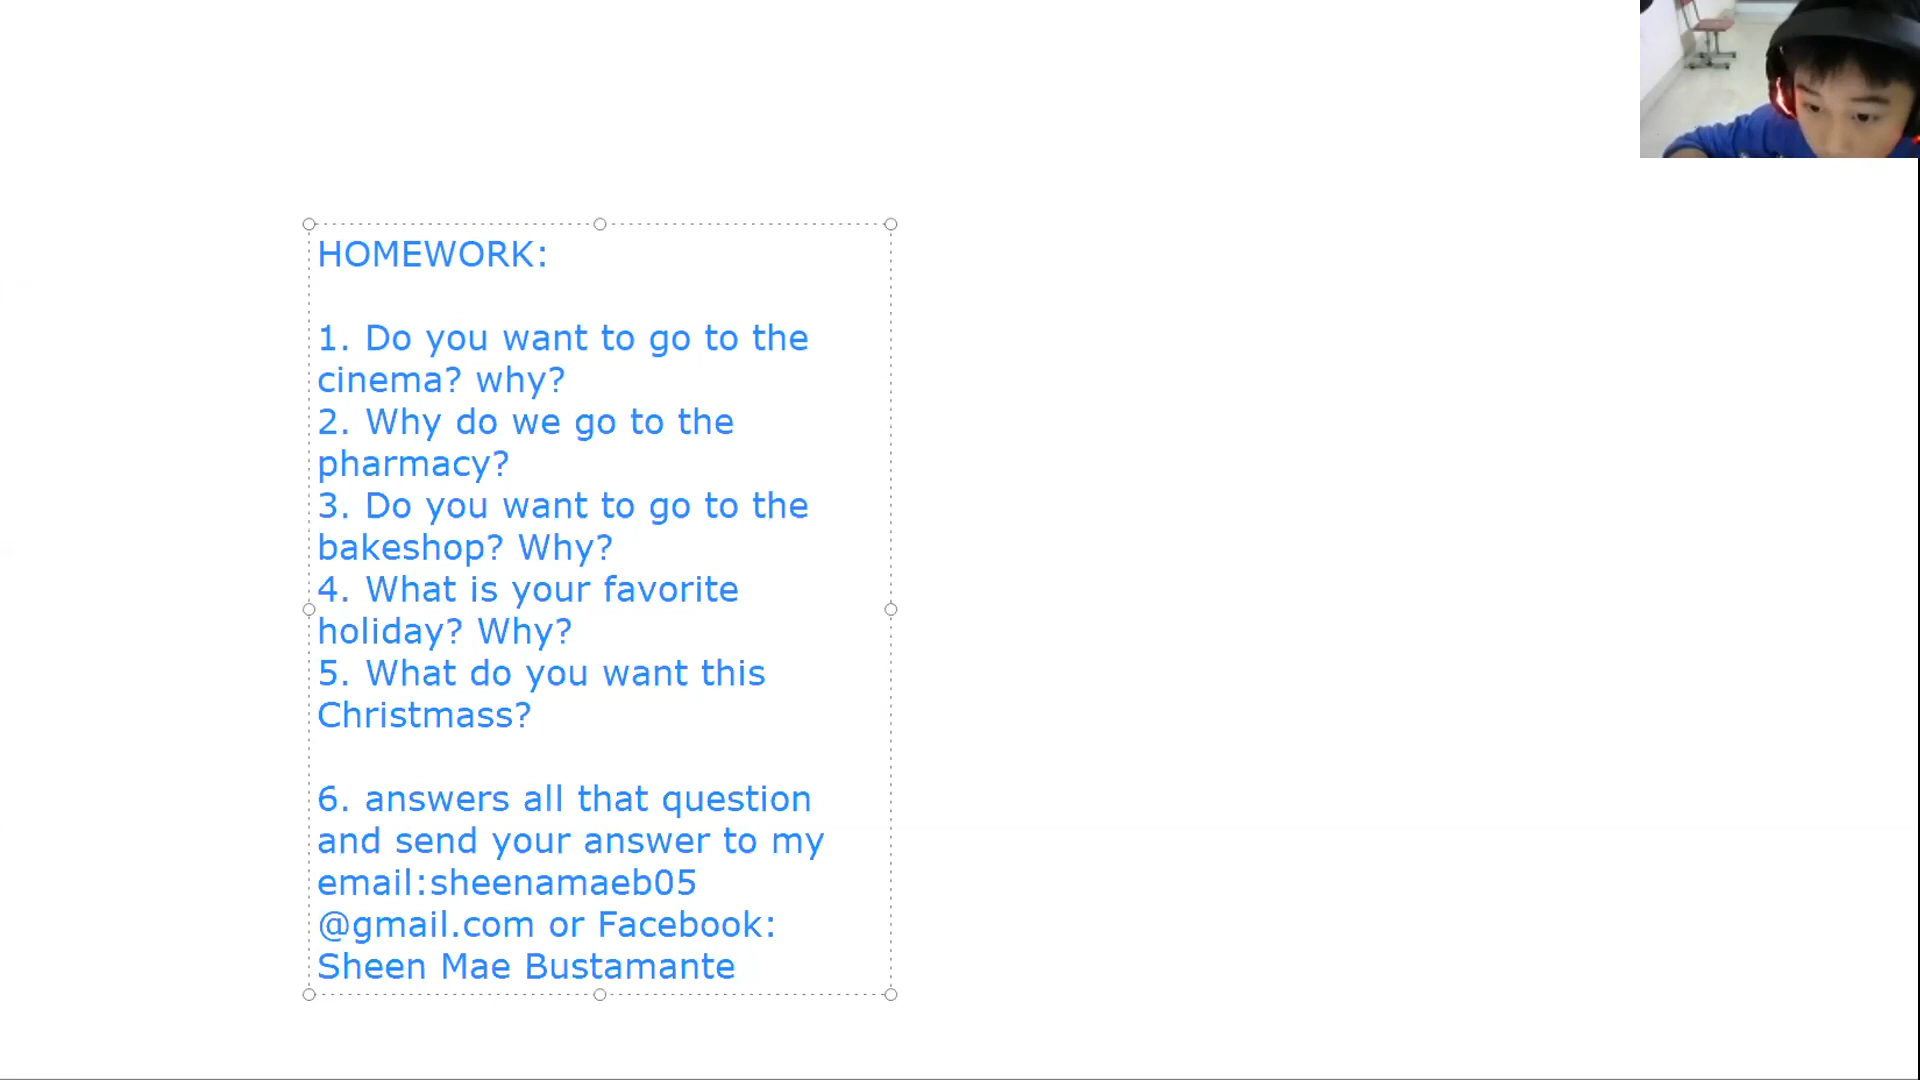 HOMEWORK:
1. Do you want to go to the
cinema? why?
2. Why do we go to the
pharmacy?
3. Do you want to go to the
bakeshop? Why?
4. What is your favorite
holiday? Why?
5. What do you want this
Christmass?
6. answers all that question
and send your answer to my
email:sheenamaeb05
@gmail.com or Facebook:
Sheen Mae Bustamante